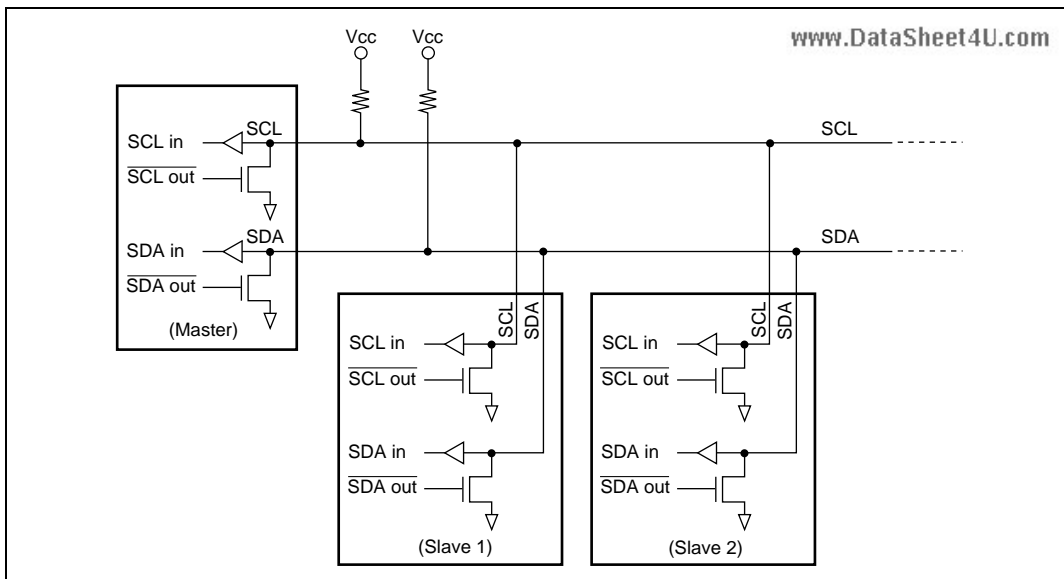 www.DataSheet4U.com
Vcc
Vcc
SCL
SCL in
SCL out
SCL
SDA
SDA in
SDA out
SDA
(Master)
SCL
SDA
SCL in
SCL out
SDA in
SDA out
(Slave 1)
SCL
SDA
SCL in
SCL out
SDA in
SDA out
(Slave 2)